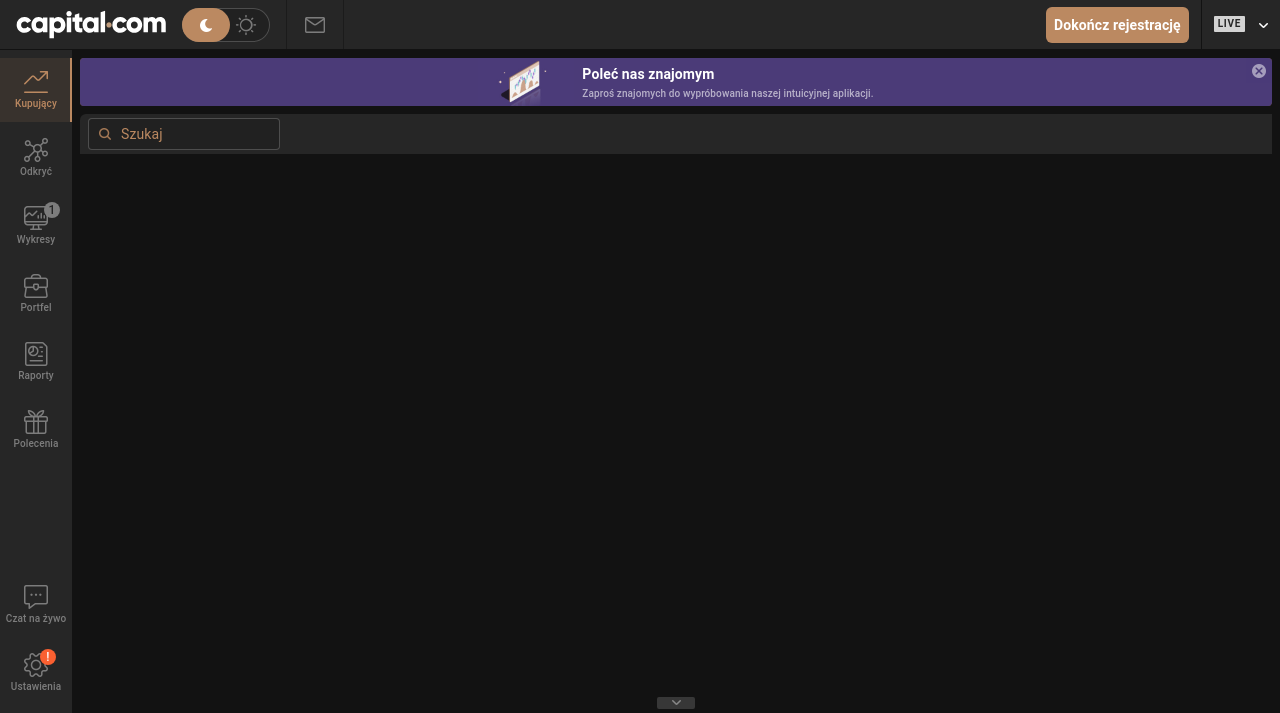 capital.com
Dokończ rejestrację
LIVE
Kupujący
Odkryć
1
Wykresy
Portfel
Raporty
Polecenia
Czat na żywo
!
Ustawienia
Poleć nas znajomym
Zaproś znajomych do wypróbowania naszej intuicyjnej aplikacji.
Szukaj